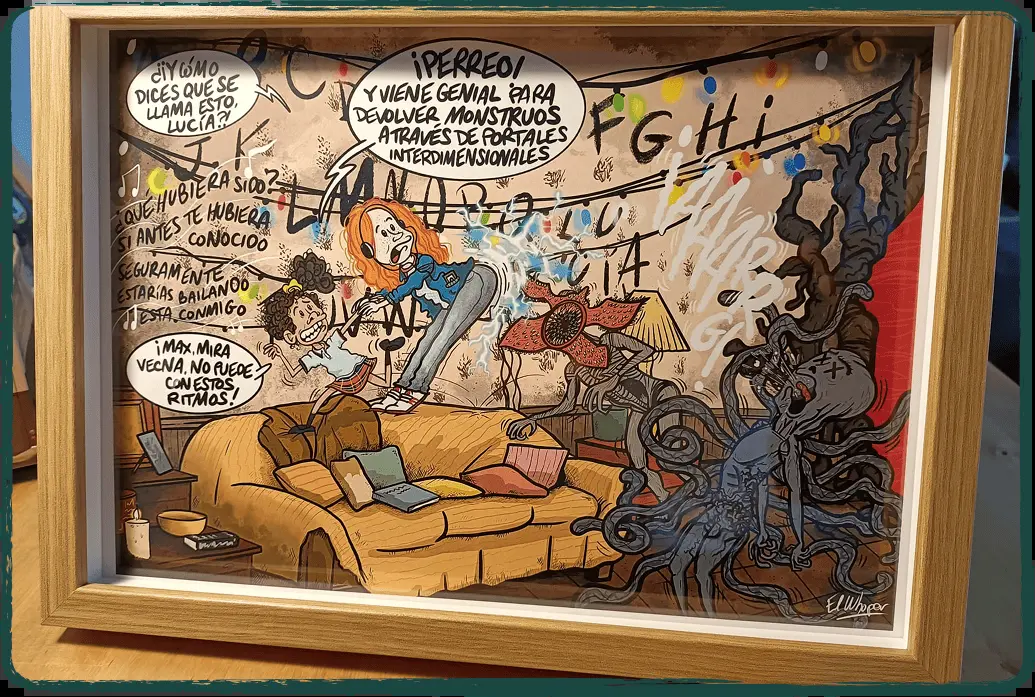 ¿¡Y CÓMO
DICES QUE SE
LLAMA ESTO,
LUCÍA?!
¡PERREO!
Y VIENE GENIAL PARA
DEVOLVER MONSTRUOS
A TRAVÉS DE PORTALES
INTERDIMENSIONALES
F G H i
J K
L M N O P Q
¿QUÉ HUBIERA SIDO?
SI ANTES TE HUBIERA
CONOCIDO
SEGURAMENTE
ESTARÍAS BAILANDO
ESTA CONMIGO
¡MAX, MIRA
VECNA, NO PUEDE
CON ESTOS
RITMOS!
El Whoper